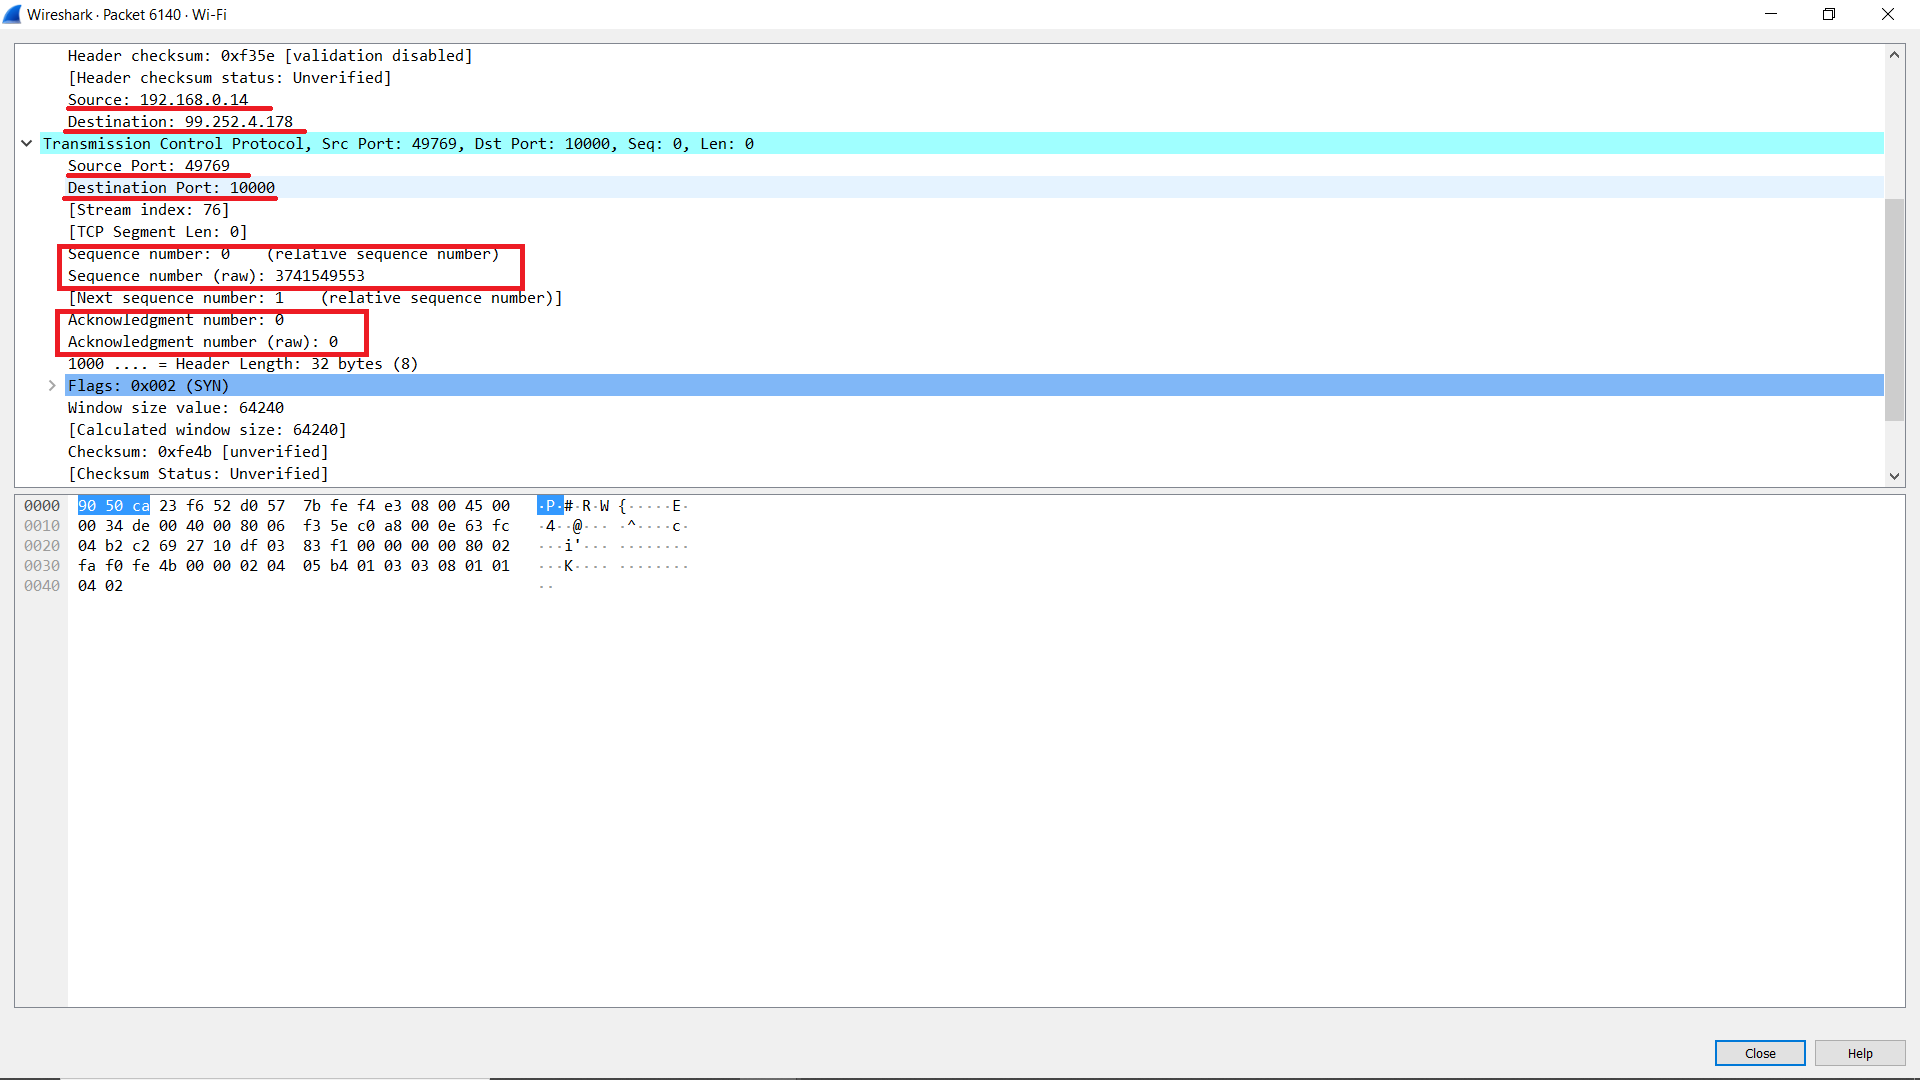 Wireshark · Packet 6140 · Wi-Fi
Header checksum: 0xf35e [validation disabled]
[Header checksum status: Unverified]
Source: 192.168.0.14
Destination: 99.252.4.178
Transmission Control Protocol, Src Port: 49769, Dst Port: 10000, Seq: 0, Len: 0
Source Port: 49769
Destination Port: 10000
[Stream index: 76]
[TCP Segment Len: 0]
Sequence number: 0    (relative sequence number)
Sequence number (raw): 3741549553
[Next sequence number: 1    (relative sequence number)]
Acknowledgment number: 0
Acknowledgment number (raw): 0
1000 .... = Header Length: 32 bytes (8)
Flags: 0x002 (SYN)
Window size value: 64240
[Calculated window size: 64240]
Checksum: 0xfe4b [unverified]
[Checksum Status: Unverified]
0000  90 50 ca 23 f6 52 d0 57  7b fe f4 e3 08 00 45 00   ·P·#·R·W {·····E·
0010  00 34 de 00 40 00 80 06  f3 5e c0 a8 00 0e 63 fc   ·4··@··· ·^····c·
0020  04 b2 c2 69 27 10 df 03  83 f1 00 00 00 00 80 02   ···i'··· ········
0030  fa f0 fe 4b 00 00 02 04  05 b4 01 03 03 08 01 01   ···K···· ········
0040  04 02   ··
Close
Help